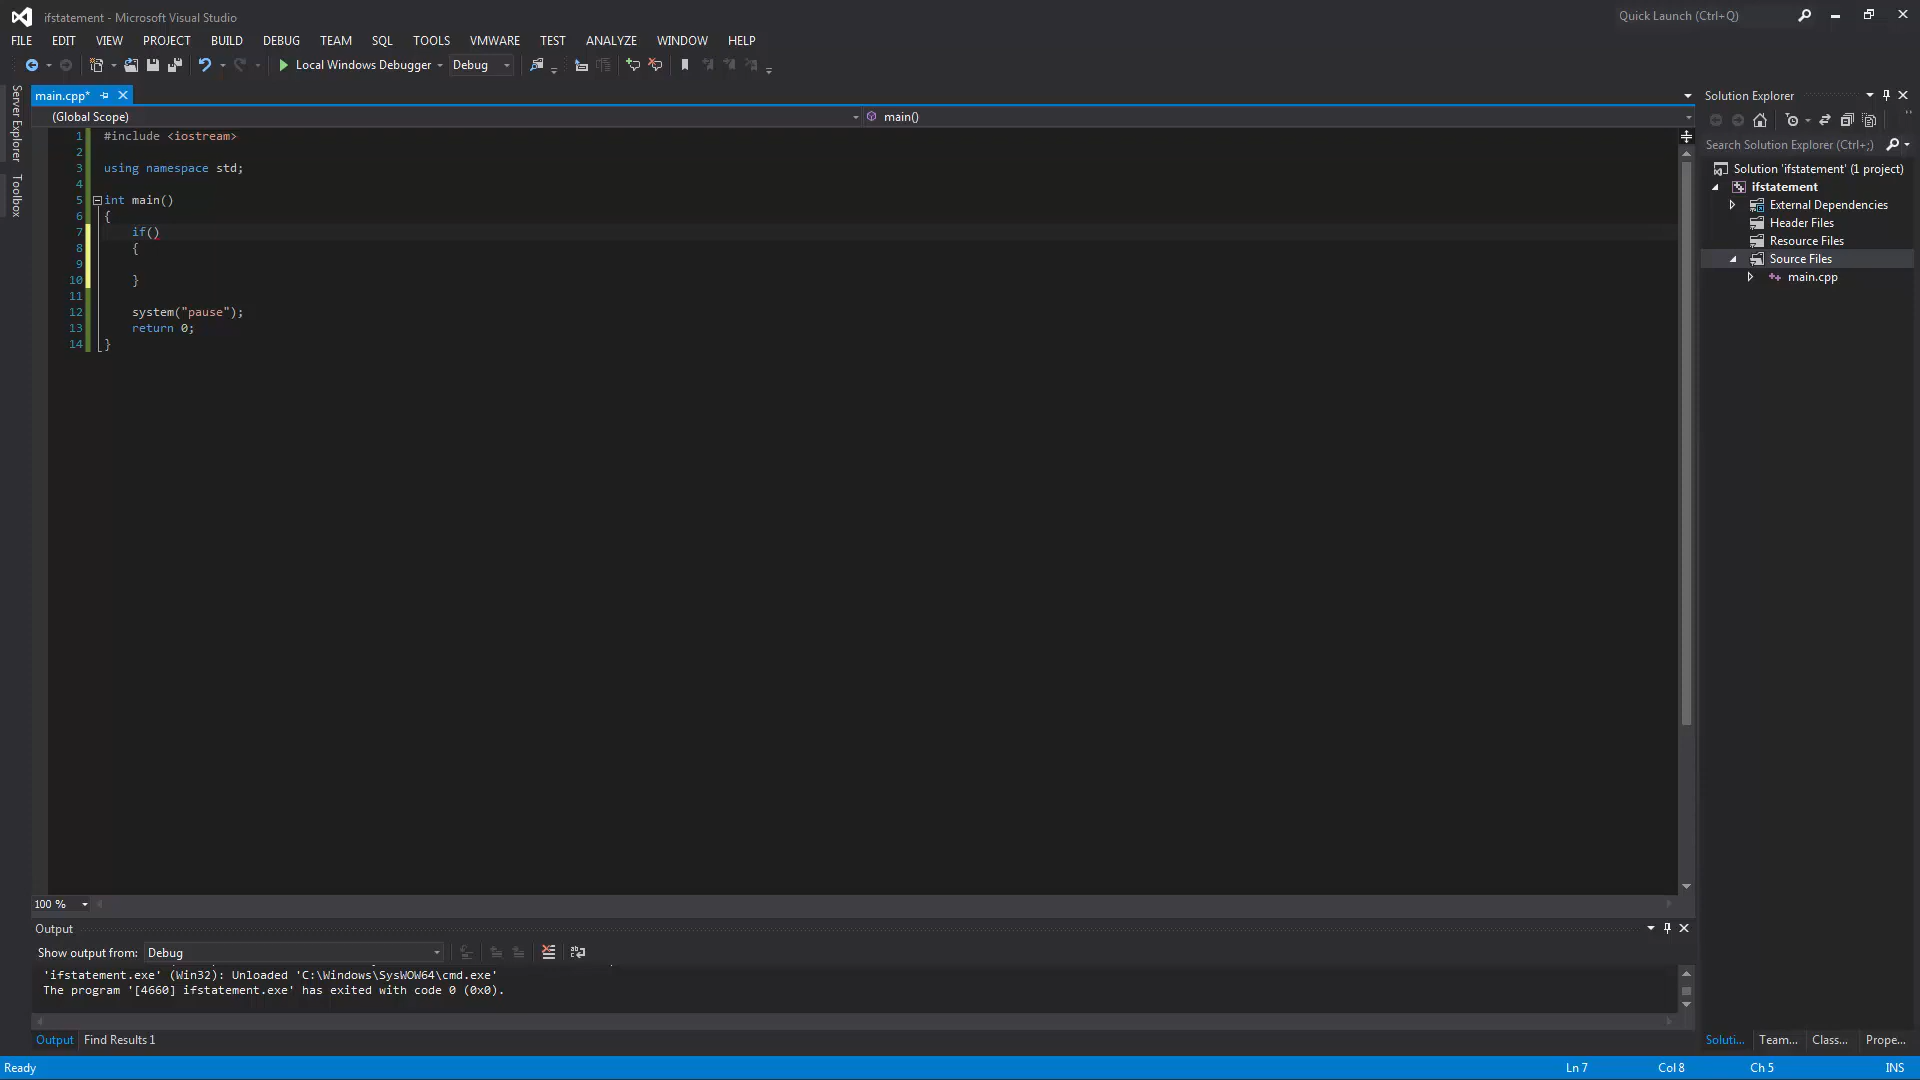 ifstatement - Microsoft Visual Studio
Quick Launch (Ctrl+Q)
FILE EDIT VIEW PROJECT BUILD DEBUG TEAM SQL TOOLS VMWARE TEST ANALYZE WINDOW HELP
Local Windows Debugger Debug
Server Explorer
Toolbox
main.cpp*
(Global Scope) main()
1 #include <iostream>
2
3 using namespace std;
4
5 int main()
6 {
7 if()
8 {
9
10 }
11
12 system("pause");
13 return 0;
14 }
100 %
Output
Show output from: Debug
'ifstatement.exe' (Win32): Unloaded 'C:\Windows\SysWOW64\cmd.exe'
The program '[4660] ifstatement.exe' has exited with code 0 (0x0).
Output Find Results 1
Solution Explorer
Search Solution Explorer (Ctrl+;)
Solution 'ifstatement' (1 project)
ifstatement
External Dependencies
Header Files
Resource Files
Source Files
main.cpp
Soluti... Team... Class... Prope...
Ready Ln 7 Col 8 Ch 5 INS